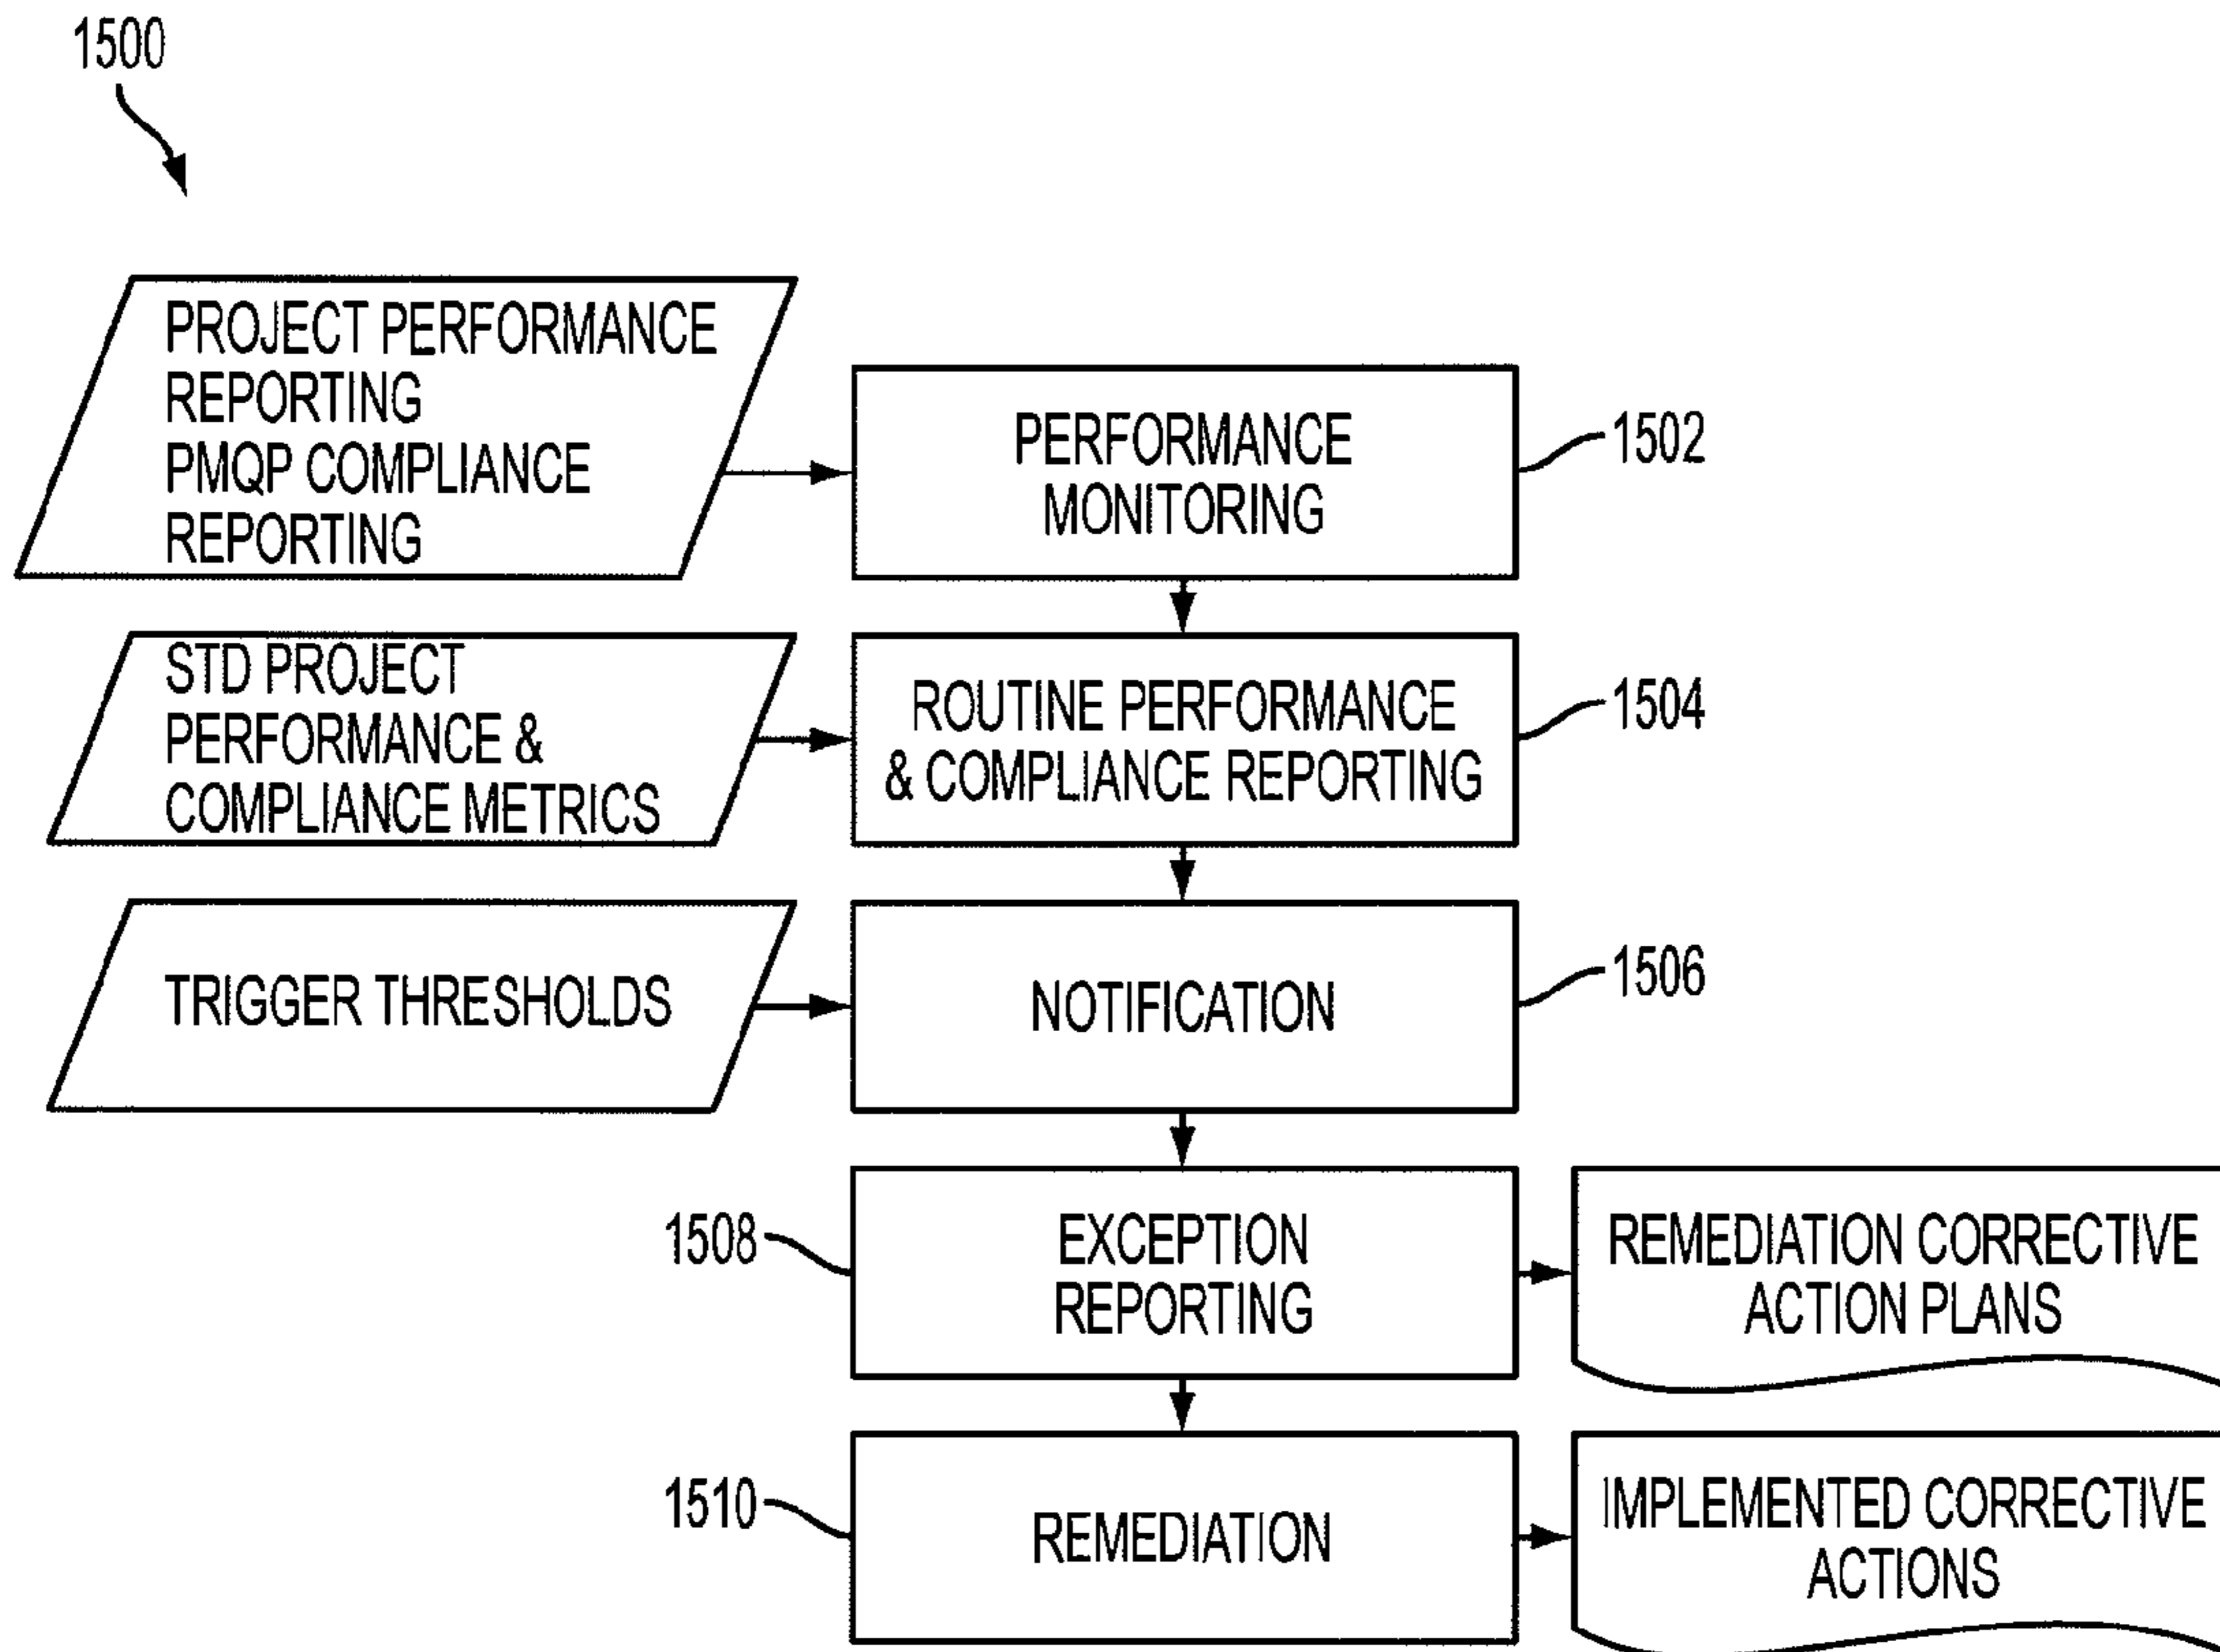 1500
PROJECT PERFORMANCE
REPORTING
PMQP COMPLIANCE
REPORTING
PERFORMANCE
MONITORING
1502
STD PROJECT
PERFORMANCE &
COMPLIANCE METRICS
ROUTINE PERFORMANCE
& COMPLIANCE REPORTING
1504
TRIGGER THRESHOLDS
NOTIFICATION
1506
1508
EXCEPTION
REPORTING
REMEDIATION CORRECTIVE
ACTION PLANS
1510
REMEDIATION
IMPLEMENTED CORRECTIVE
ACTIONS